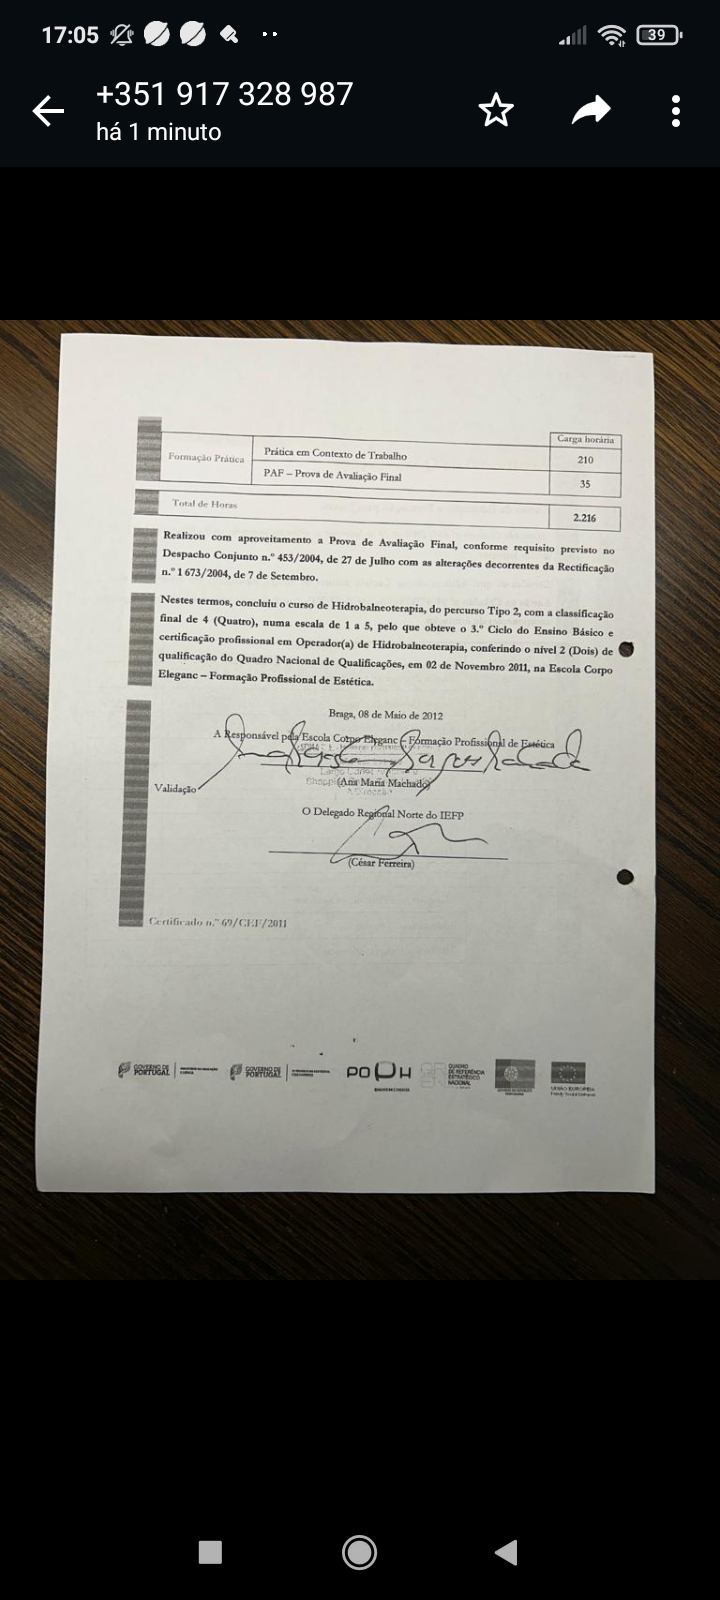 17:05
39
+351 917 328 987
há 1 minuto
Carga horária
Formação Prática
Prática em Contexto de Trabalho
210
PAF – Prova de Avaliação Final
35
Total de Horas
2.216
Realizou com aproveitamento a Prova de Avaliação Final, conforme requisito previsto no
Despacho Conjunto n.º 453/2004, de 27 de Julho com as alterações decorrentes da Rectificação
n.º 1 673/2004, de 7 de Setembro.
Nestes termos, concluiu o curso de Hidrobalneoterapia, do percurso Tipo 2, com a classificação
final de 4 (Quatro), numa escala de 1 a 5, pelo que obteve o 3.º Ciclo do Ensino Básico e
certificação profissional em Operador(a) de Hidrobalneoterapia, conferindo o nível 2 (Dois) de
qualificação do Quadro Nacional de Qualificações, em 02 de Novembro 2011, na Escola Corpo
Eleganc – Formação Profissional de Estética.
Braga, 08 de Maio de 2012
A Responsável pela Escola Corpo Eleganc – Formação Profissional de Estética
(Ana Maria Machado)
Validação
O Delegado Regional Norte do IEFP
(César Ferreira)
Certificado n.º 69/CEF/2011
GOVERNO DE
PORTUGAL
GOVERNO DE
PORTUGAL
POPH
QUADRO
DE REFERÊNCIA
ESTRATÉGICO
NACIONAL
UNIÃO EUROPEIA